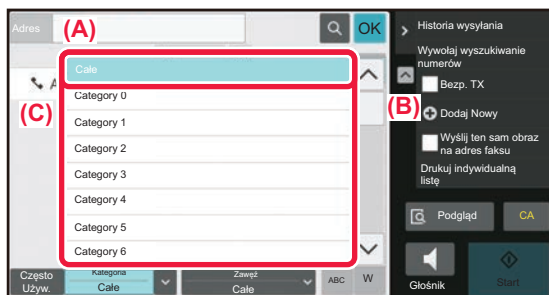 Adres
(A)
OK
Historia wysyłania
Wywołaj wyszukiwanie
numerów
Całe
A
Bezp. TX
(B)
(C)
Category 0
Dodaj Nowy
Category 1
Wyślij ten sam obraz
na adres faksu
Category 2
Category 3
Drukuj indywidualną
listę
Category 4
Category 5
Podgląd
CA
Category 6
Często
Używ.
Kategoria
Całe
Zawęź
Całe
ABC
W
Głośnik
Start